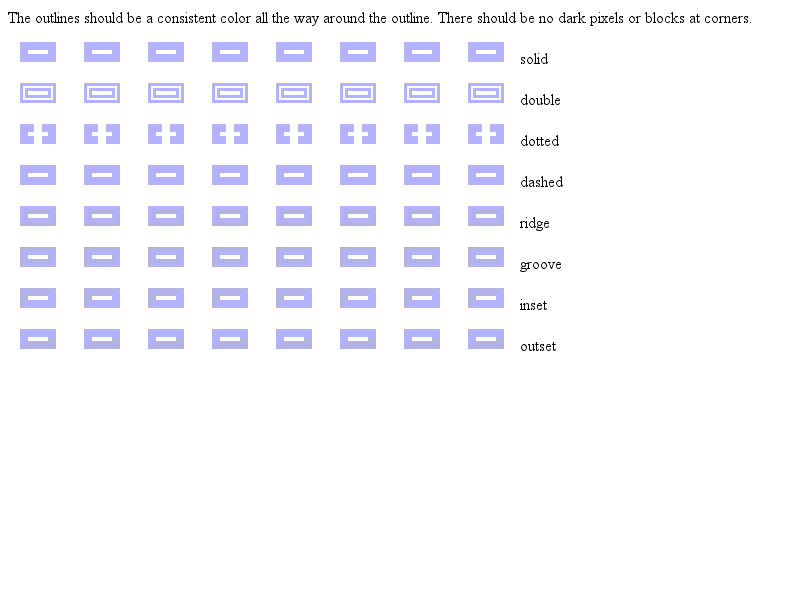 The outlines should be a consistent color all the way around the outline. There should be no dark pixels or blocks at corners.
solid
double
dotted
dashed
ridge
groove
inset
outset